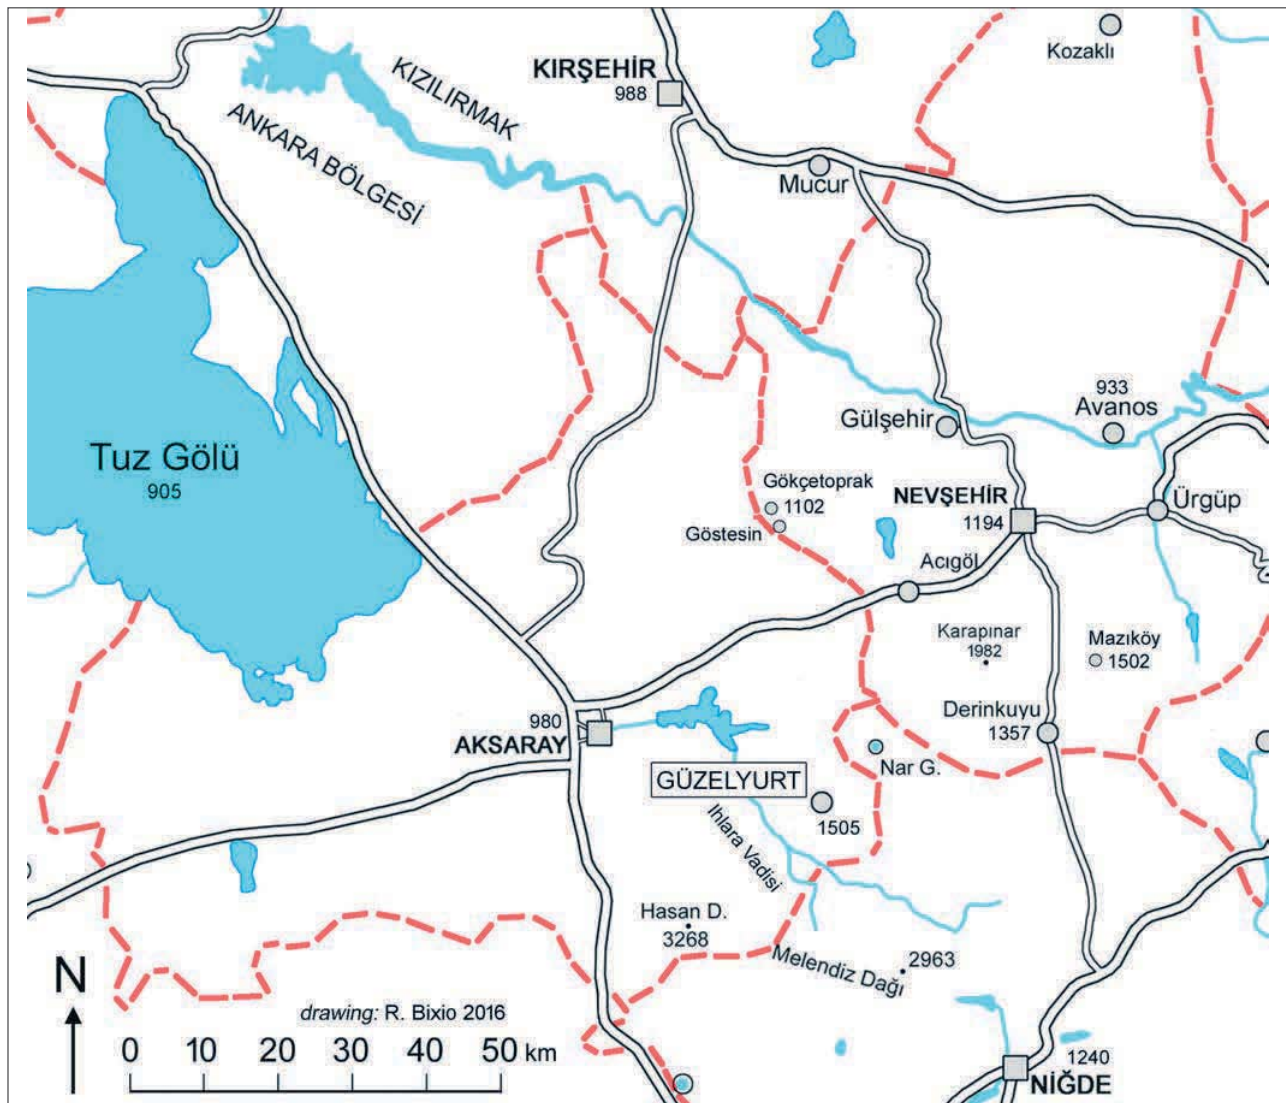 Kozaklı
KIRŞEHİR
988
KIZILIRMAK
ANKARA BÖLGESİ
Mucur
933
Avanos
Gülşehir
Tuz Gölü
905
Gökçetoprak
1102
NEVŞEHİR
1194
Ürgüp
Göstesin
Acıgöl
Karapınar
1982
Mazıköy
1502
980
AKSARAY
Derinkuyu
1357
Nar G.
GÜZELYURT
1505
Ihlara Vadisi
Hasan D.
3268
Melendiz Dağı
2963
N
drawing: R. Bixio 2016
0 10 20 30 40 50 km
1240
NİĞDE